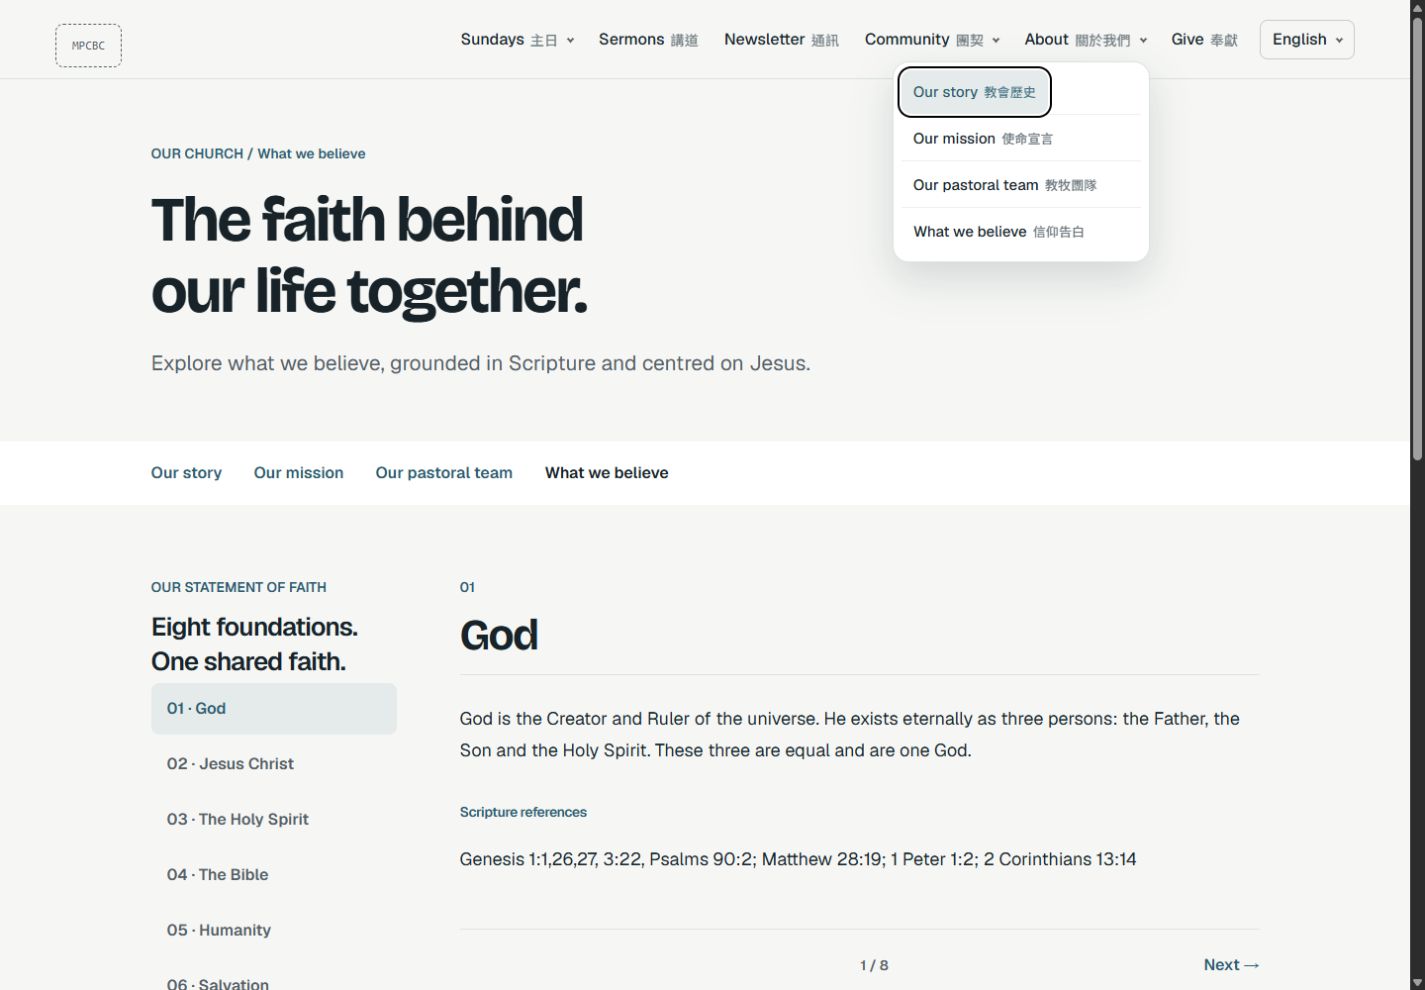 MPCBC
Sundays 主日
Sermons 講道
Newsletter 通訊
Community 團契
About 關於我們
Give 奉獻
English
Our story 教會歷史
Our mission 使命宣言
Our pastoral team 教牧團隊
What we believe 信仰告白
OUR CHURCH / What we believe
The faith behind
our life together.
Explore what we believe, grounded in Scripture and centred on Jesus.
Our story
Our mission
Our pastoral team
What we believe
OUR STATEMENT OF FAITH
Eight foundations.
One shared faith.
01 · God
02 · Jesus Christ
03 · The Holy Spirit
04 · The Bible
05 · Humanity
06 · Salvation
01
God
God is the Creator and Ruler of the universe. He exists eternally as three persons: the Father, the
Son and the Holy Spirit. These three are equal and are one God.
Scripture references
Genesis 1:1,26,27, 3:22, Psalms 90:2; Matthew 28:19; 1 Peter 1:2; 2 Corinthians 13:14
1 / 8
Next →